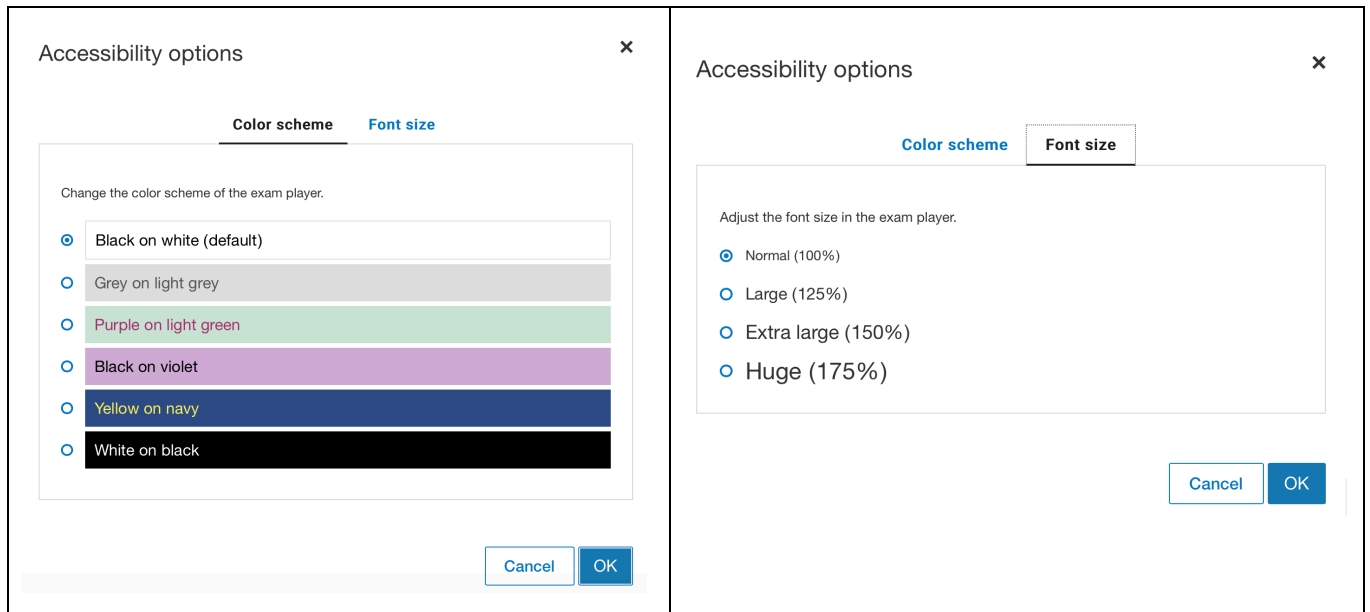 Accessibility options
×
Color scheme Font size
Change the color scheme of the exam player.
Black on white (default)
Grey on light grey
Purple on light green
Black on violet
Yellow on navy
White on black
Cancel OK
Accessibility options
×
Color scheme Font size
Adjust the font size in the exam player.
Normal (100%)
Large (125%)
Extra large (150%)
Huge (175%)
Cancel OK